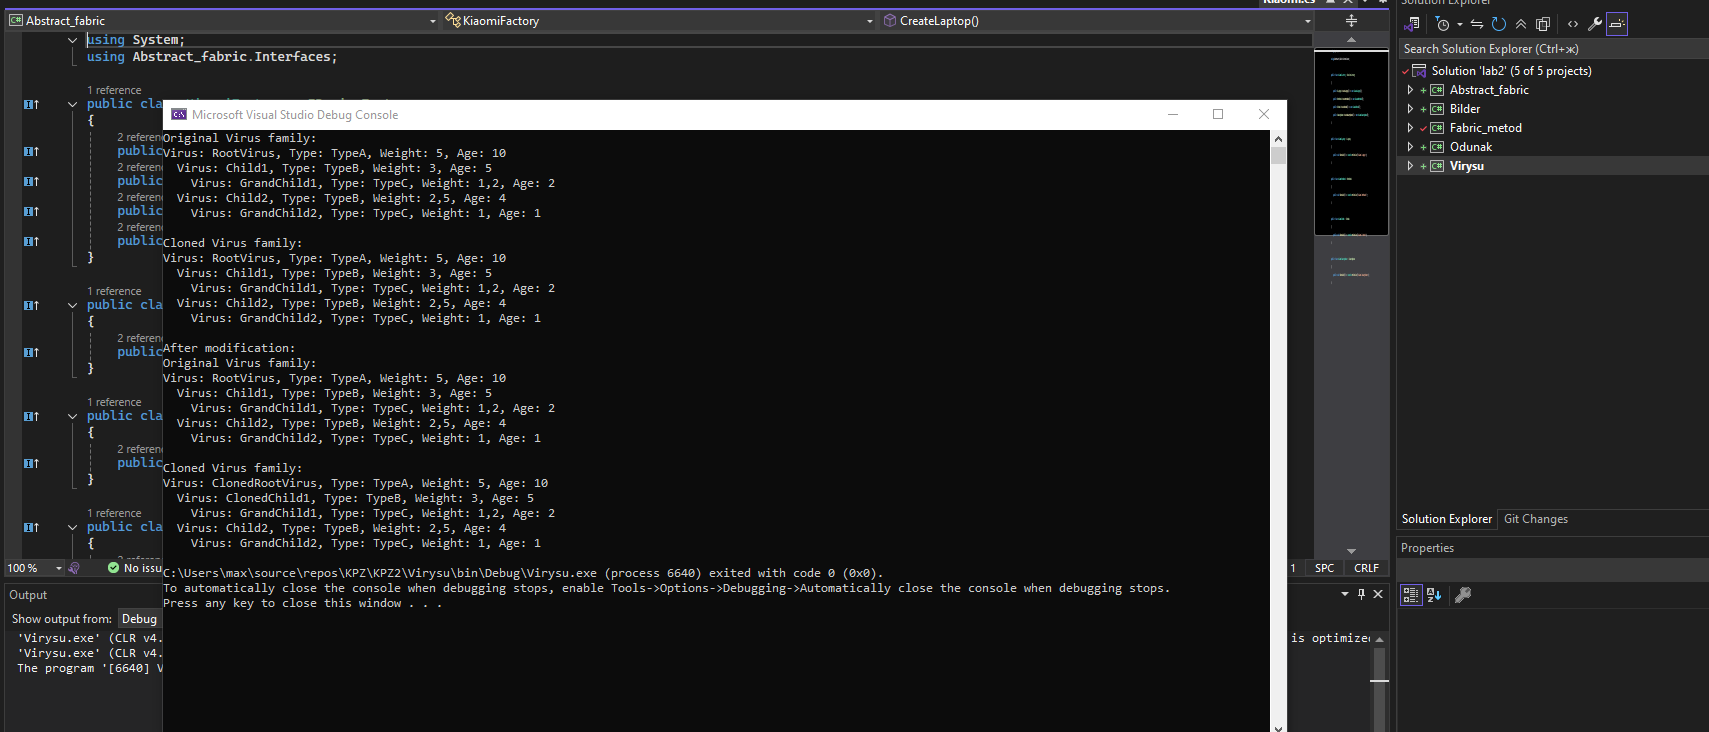 Abstract_fabric
KiaomiFactory
CreateLaptop()
Solution Explorer
using System;
using Abstract_fabric.Interfaces;
Search Solution Explorer (Ctrl+ж)
Solution 'lab2' (5 of 5 projects)
Abstract_fabric
Bilder
Fabric_metod
Odunak
Virysu
1 reference
public cla
{
2 referen
public
2 referen
public
2 referen
public
2 referen
public
}
1 reference
public cla
{
2 referen
public
}
1 reference
public cla
{
2 referen
public
}
1 reference
public cla
{
Microsoft Visual Studio Debug Console
Original Virus family:
Virus: RootVirus, Type: TypeA, Weight: 5, Age: 10
Virus: Child1, Type: TypeB, Weight: 3, Age: 5
Virus: GrandChild1, Type: TypeC, Weight: 1,2, Age: 2
Virus: Child2, Type: TypeB, Weight: 2,5, Age: 4
Virus: GrandChild2, Type: TypeC, Weight: 1, Age: 1
Cloned Virus family:
Virus: RootVirus, Type: TypeA, Weight: 5, Age: 10
Virus: Child1, Type: TypeB, Weight: 3, Age: 5
Virus: GrandChild1, Type: TypeC, Weight: 1,2, Age: 2
Virus: Child2, Type: TypeB, Weight: 2,5, Age: 4
Virus: GrandChild2, Type: TypeC, Weight: 1, Age: 1
After modification:
Original Virus family:
Virus: RootVirus, Type: TypeA, Weight: 5, Age: 10
Virus: Child1, Type: TypeB, Weight: 3, Age: 5
Virus: GrandChild1, Type: TypeC, Weight: 1,2, Age: 2
Virus: Child2, Type: TypeB, Weight: 2,5, Age: 4
Virus: GrandChild2, Type: TypeC, Weight: 1, Age: 1
Cloned Virus family:
Virus: ClonedRootVirus, Type: TypeA, Weight: 5, Age: 10
Virus: ClonedChild1, Type: TypeB, Weight: 3, Age: 5
Virus: GrandChild1, Type: TypeC, Weight: 1,2, Age: 2
Virus: Child2, Type: TypeB, Weight: 2,5, Age: 4
Virus: GrandChild2, Type: TypeC, Weight: 1, Age: 1
C:\Users\max\source\repos\KPZ\KPZ2\Virysu\bin\Debug\Virysu.exe (process 6640) exited with code 0 (0x0).
To automatically close the console when debugging stops, enable Tools->Options->Debugging->Automatically close the console when debugging stops.
Press any key to close this window . . .
Solution Explorer
Git Changes
Properties
100 %
No issu
1
SPC
CRLF
Output
Show output from:
Debug
'Virysu.exe' (CLR v4.
is optimize
'Virysu.exe' (CLR v4.
The program '[6640] V